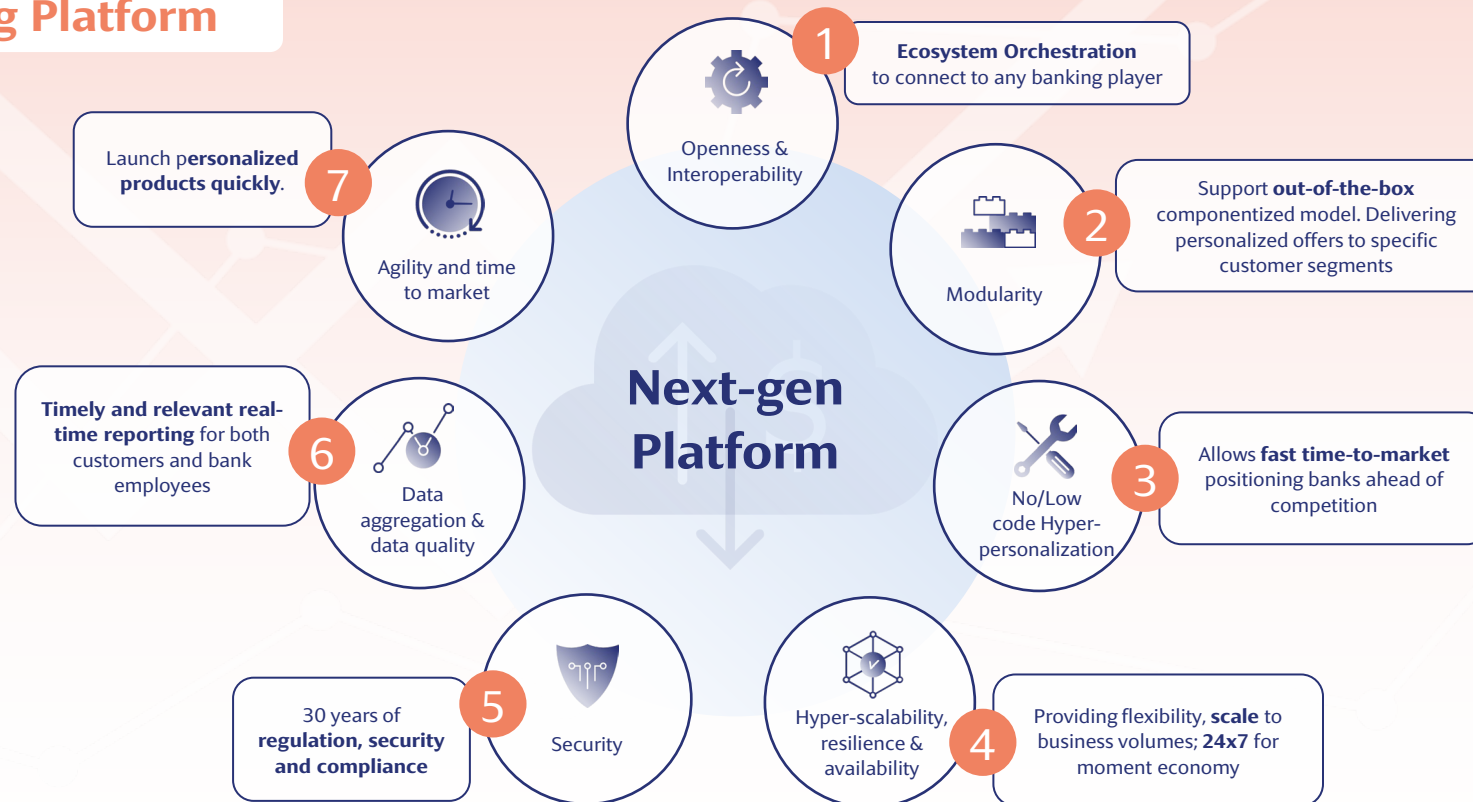 g Platform
1
Ecosystem Orchestration
to connect to any banking player
Openness &
Interoperability
2
Support out-of-the-box
componentized model. Delivering
personalized offers to specific
customer segments
Modularity
3
Allows fast time-to-market
positioning banks ahead of
competition
No/Low
code Hyper-
personalization
4
Providing flexibility, scale to
business volumes; 24x7 for
moment economy
Hyper-scalability,
resilience &
availability
5
30 years of
regulation, security
and compliance
Security
6
Timely and relevant real-
time reporting for both
customers and bank
employees
Data
aggregation &
data quality
7
Launch personalized
products quickly.
Agility and time
to market
Next-gen
Platform
$